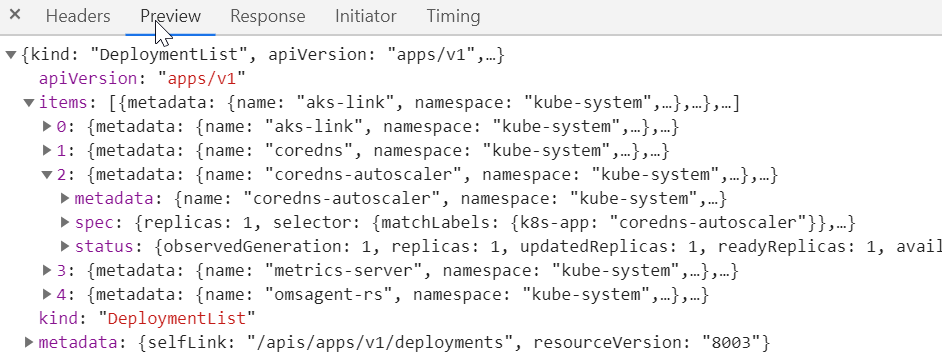 × Headers Preview Response Initiator Timing
▼{kind: "DeploymentList", apiVersion: "apps/v1",…}
apiVersion: "apps/v1"
▼items: [{metadata: {name: "aks-link", namespace: "kube-system",…},…},…]
▶0: {metadata: {name: "aks-link", namespace: "kube-system",…},…}
▶1: {metadata: {name: "coredns", namespace: "kube-system",…},…}
▼2: {metadata: {name: "coredns-autoscaler", namespace: "kube-system",…},…}
▶metadata: {name: "coredns-autoscaler", namespace: "kube-system",…}
▶spec: {replicas: 1, selector: {matchLabels: {k8s-app: "coredns-autoscaler"}},…}
▶status: {observedGeneration: 1, replicas: 1, updatedReplicas: 1, readyReplicas: 1, avail
▶3: {metadata: {name: "metrics-server", namespace: "kube-system",…},…}
▶4: {metadata: {name: "omsagent-rs", namespace: "kube-system",…},…}
kind: "DeploymentList"
▶metadata: {selfLink: "/apis/apps/v1/deployments", resourceVersion: "8003"}